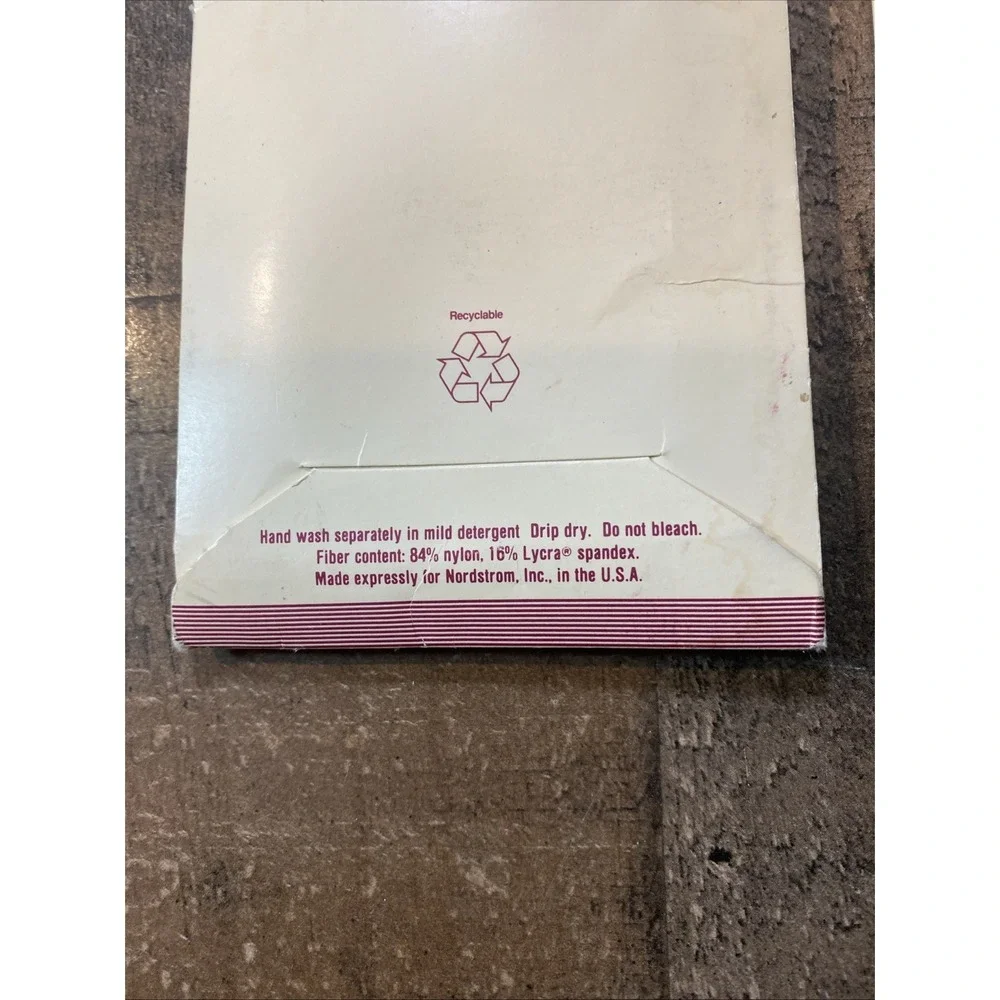 Recyclable
Hand wash separately in mild detergent Drip dry. Do not bleach.
Fiber content: 84% nylon, 16% Lycra® spandex.
Made expressly for Nordstrom, Inc., in the U.S.A.